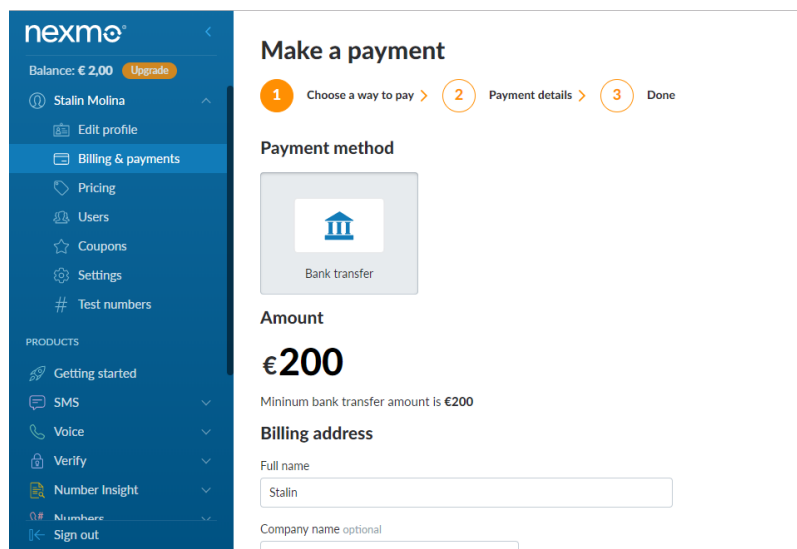 nexmo
Balance: € 2,00 Upgrade
Stalin Molina
Edit profile
Billing & payments
Pricing
Users
Coupons
Settings
# Test numbers
PRODUCTS
Getting started
SMS
Voice
Verify
Number Insight
Numbers
Sign out
Make a payment
1 Choose a way to pay > 2 Payment details > 3 Done
Payment method
Bank transfer
Amount
€200
Mininum bank transfer amount is €200
Billing address
Full name
Stalin
Company name optional